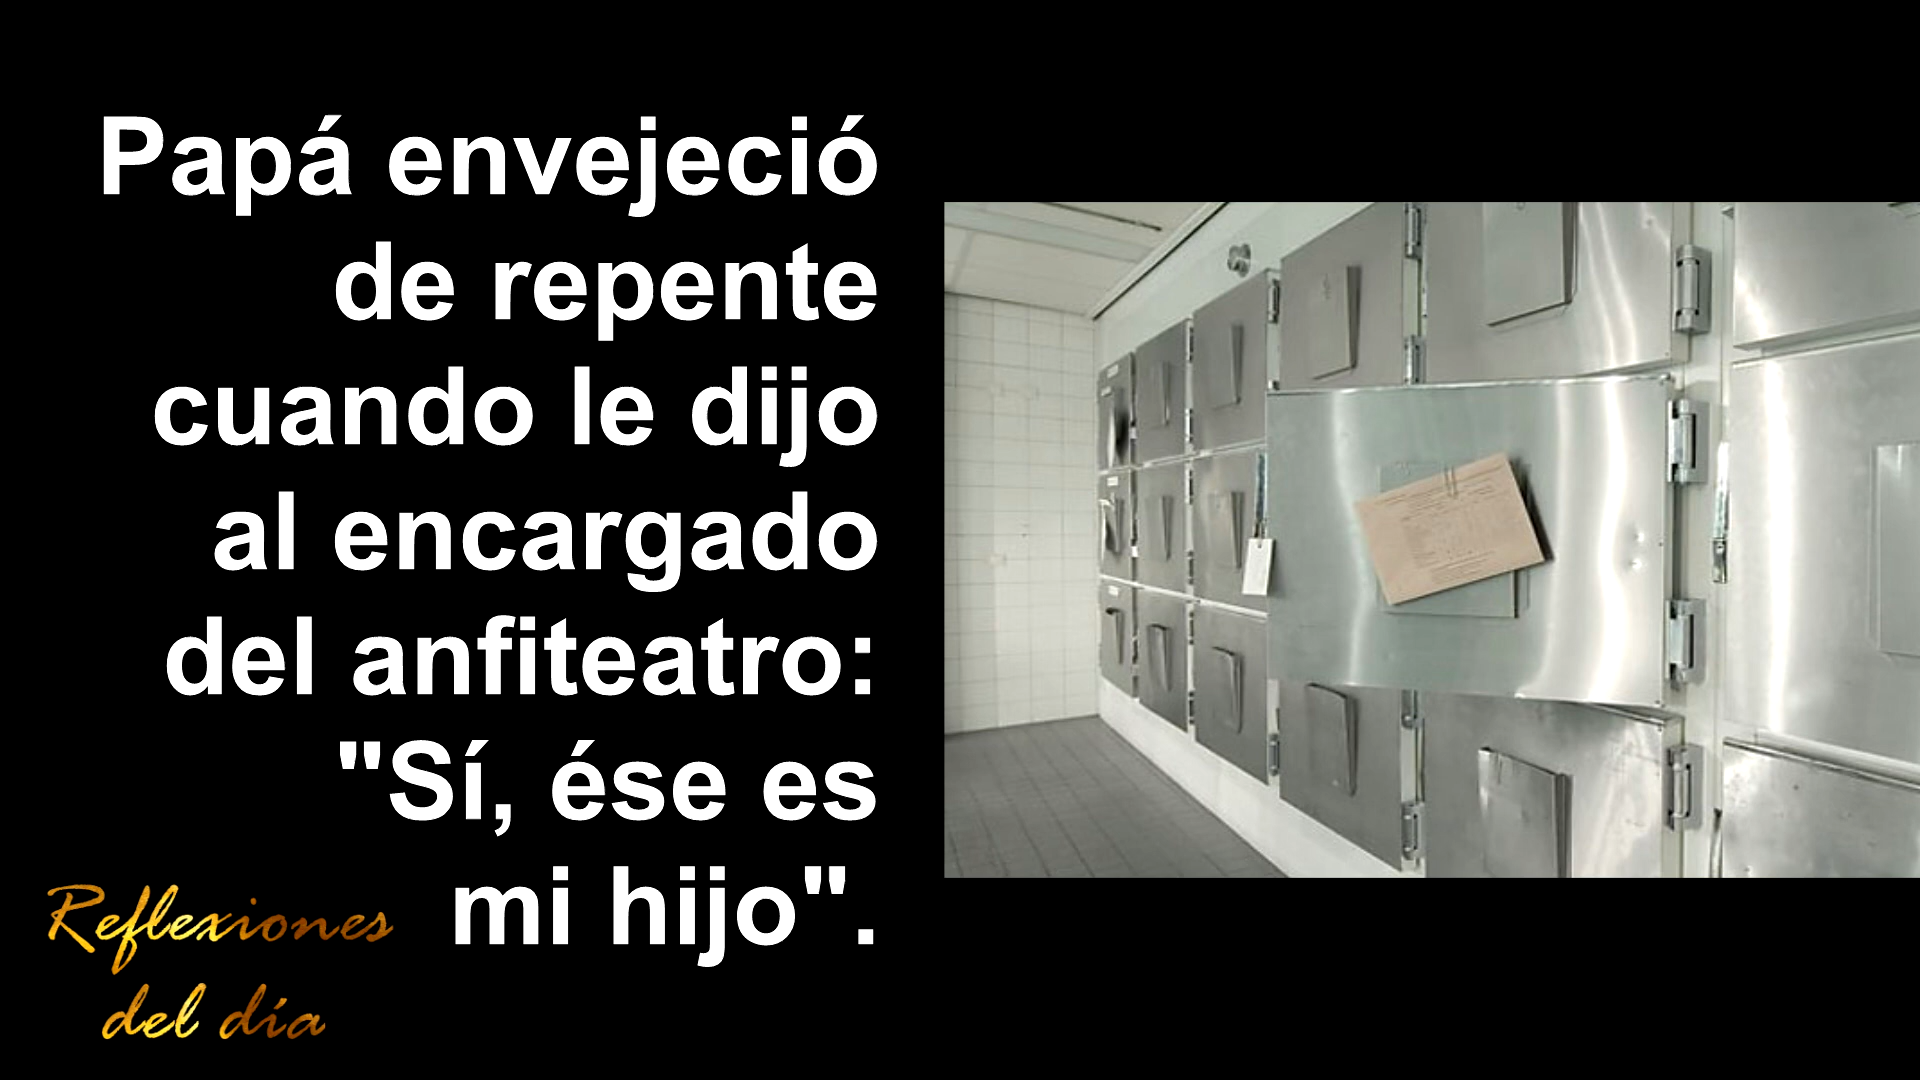 Papá envejeció
de repente
cuando le dijo
al encargado
del anfiteatro:
"Sí, ése es
mi hijo".
Reflexiones
del día